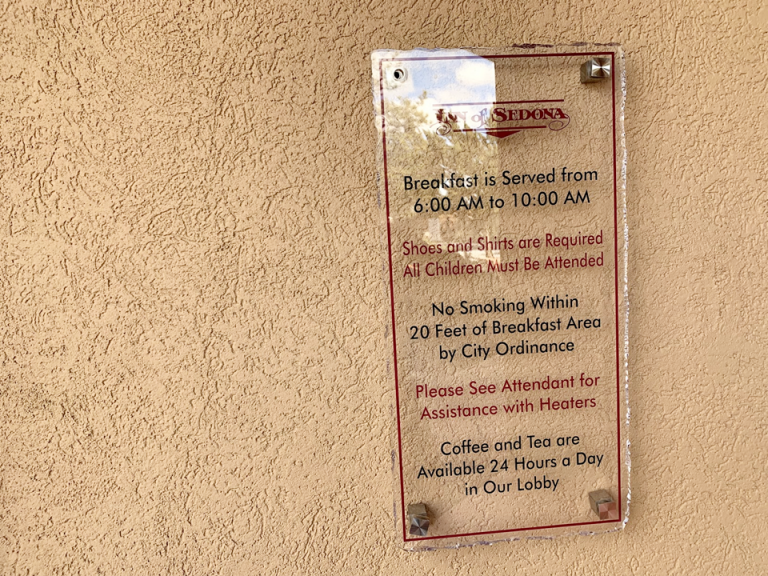 Inn of Sedona
Breakfast is Served from
6:00 AM to 10:00 AM
Shoes and Shirts are Required
All Children Must Be Attended
No Smoking Within
20 Feet of Breakfast Area
by City Ordinance
Please See Attendant for
Assistance with Heaters
Coffee and Tea are
Available 24 Hours a Day
in Our Lobby